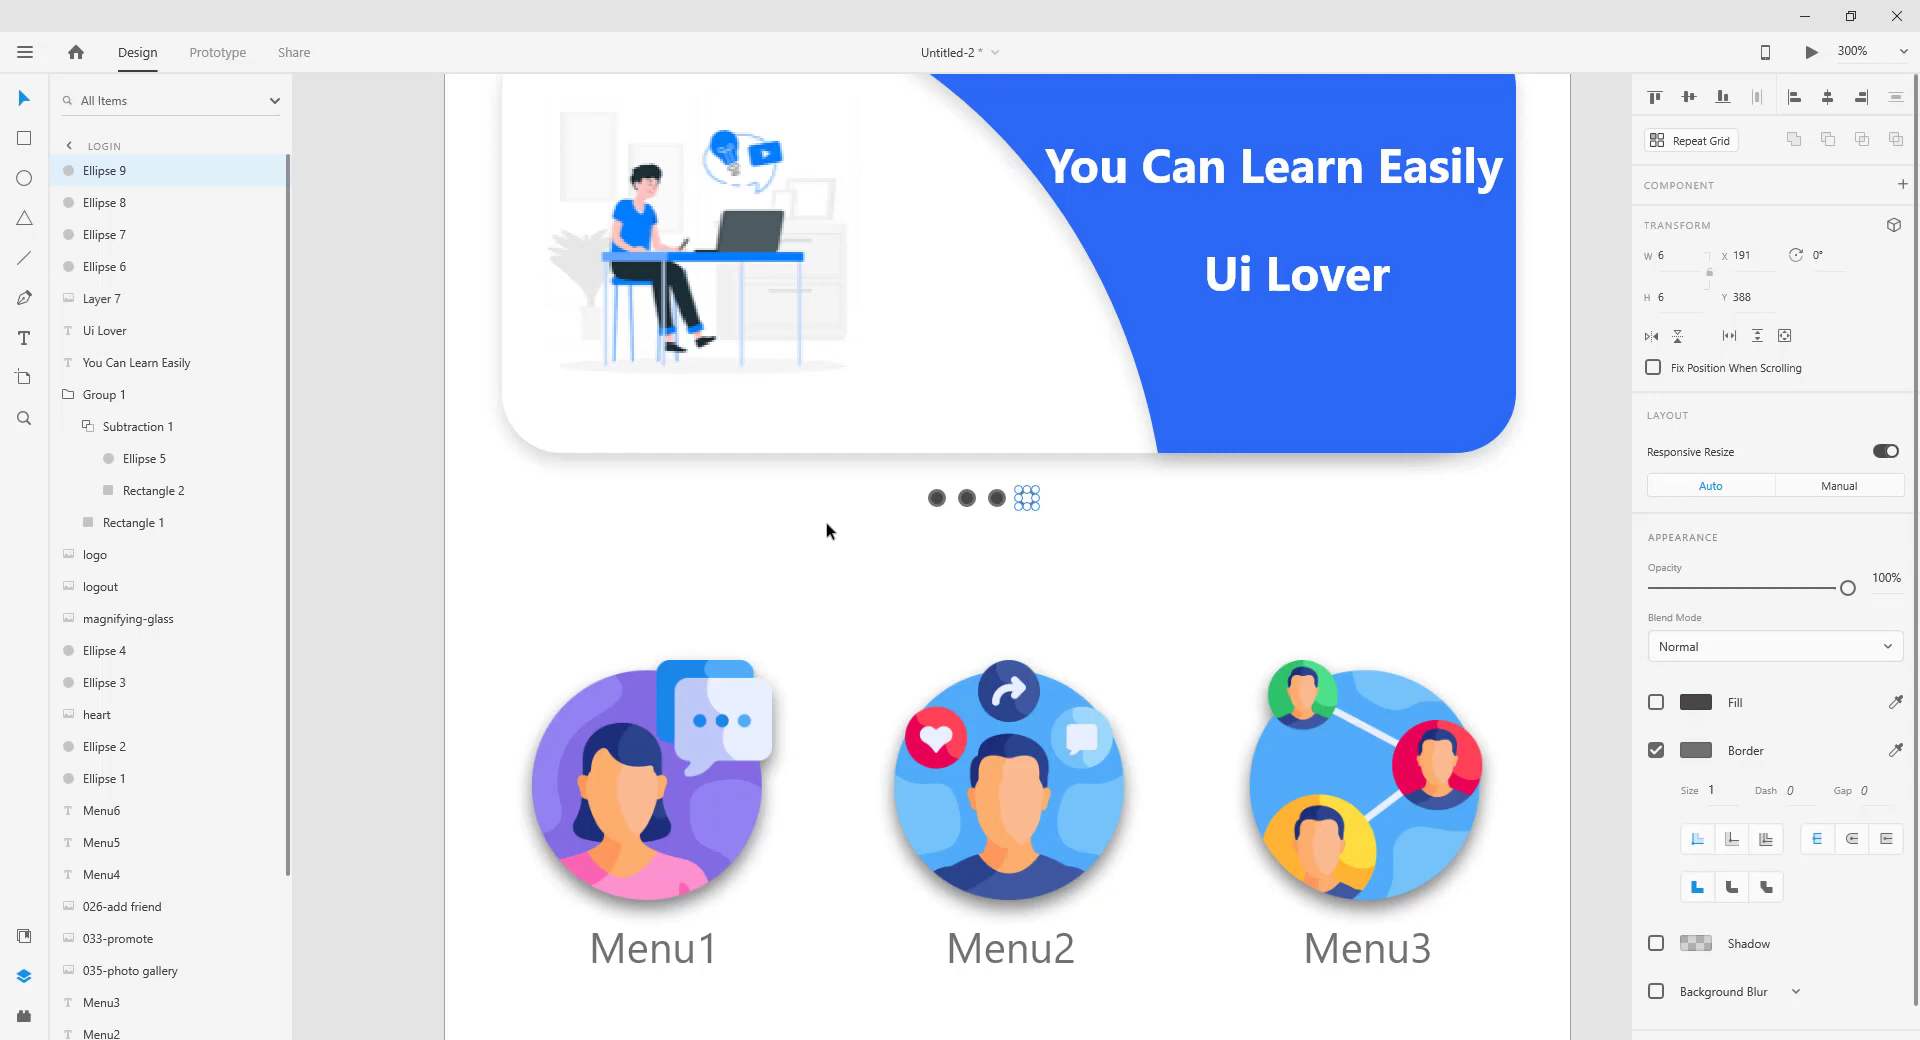 Design
Prototype
Share
Untitled-2 *
300%
All Items
LOGIN
Ellipse 9
Ellipse 8
Ellipse 7
Ellipse 6
Layer 7
Ui Lover
You Can Learn Easily
Group 1
Subtraction 1
Ellipse 5
Rectangle 2
Rectangle 1
logo
logout
magnifying-glass
Ellipse 4
Ellipse 3
heart
Ellipse 2
Ellipse 1
Menu6
Menu5
Menu4
026-add friend
033-promote
035-photo gallery
Menu3
Menu2
You Can Learn Easily
Ui Lover
Menu1
Menu2
Menu3
Repeat Grid
COMPONENT
TRANSFORM
W 6
X 191
0°
H 6
Y 388
Fix Position When Scrolling
LAYOUT
Responsive Resize
Auto
Manual
APPEARANCE
Opacity
100%
Blend Mode
Normal
Fill
Border
Size 1
Dash 0
Gap 0
Shadow
Background Blur